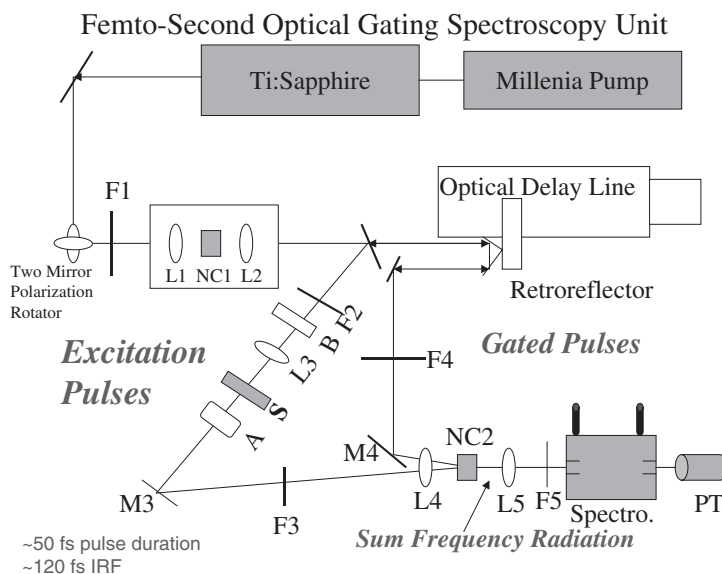 Femto-Second Optical Gating Spectroscopy Unit
Ti:Sapphire
Millenia Pump
F1
Optical Delay Line
L1
NC1
L2
Two Mirror
Polarization
Rotator
Retroreflector
F2
B
L3
S
A
Excitation
Pulses
Gated Pulses
F4
M4
NC2
L4
L5
F5
M3
F3
Spectro.
PT
Sum Frequency
Radiation
~50 fs pulse duration
~120 fs IRF